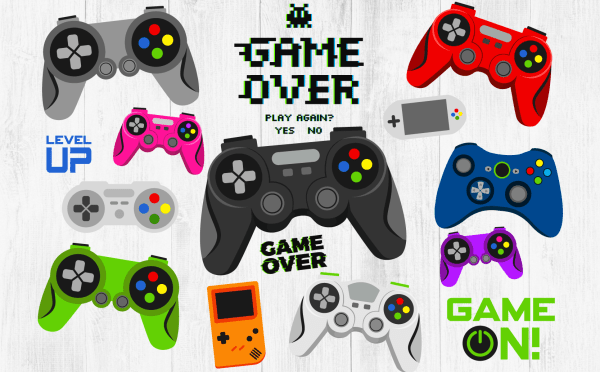 GAME
OVER
PLAY AGAIN?
YES NO
LEVEL
UP
GAME
OVER
GAME
ON!